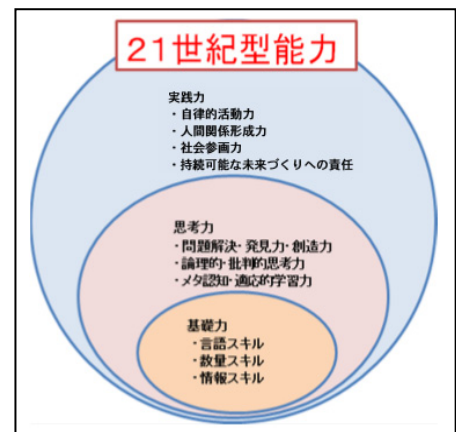 21世紀型能力
実践力
・自律的活動力
・人間関係形成力
・社会参画力
・持続可能な未来づくりへの責任
思考力
・問題解決・発見力・創造力
・論理的・批判的思考力
・メタ認知・適応的学習力
基礎力
・言語スキル
・数量スキル
・情報スキル